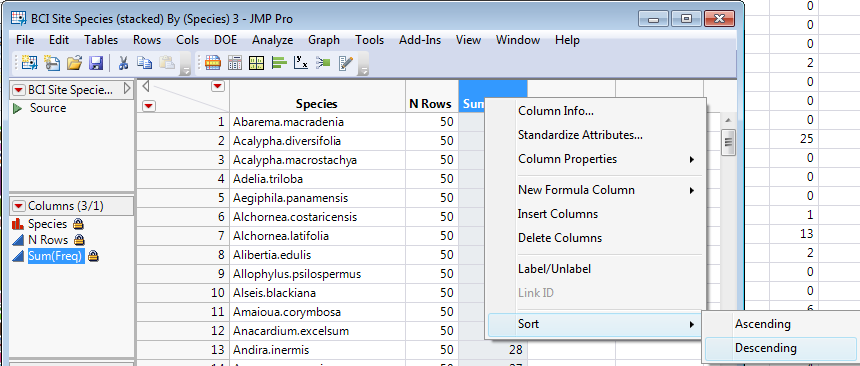 BCI Site Species (stacked) By (Species) 3 - JMP Pro
File Edit Tables Rows Cols DOE Analyze Graph Tools Add-Ins View Window Help
BCI Site Specie...
Source
Columns (3/1)
Species
N Rows
Sum(Freq)
Species N Rows Sum
1 Abarema.macradenia 50
2 Acalypha.diversifolia 50
3 Acalypha.macrostachya 50
4 Adelia.triloba 50
5 Aegiphila.panamensis 50
6 Alchornea.costaricensis 50
7 Alchornea.latifolia 50
8 Alibertia.edulis 50
9 Allophylus.psilospermus 50
10 Alseis.blackiana 50
11 Amaioua.corymbosa 50
12 Anacardium.excelsum 50
13 Andira.inermis 50 28
Column Info...
Standardize Attributes...
Column Properties
New Formula Column
Insert Columns
Delete Columns
Label/Unlabel
Link ID
Sort
Ascending
Descending
0
0
0
2
0
0
0
25
0
0
0
1
13
2
0
0